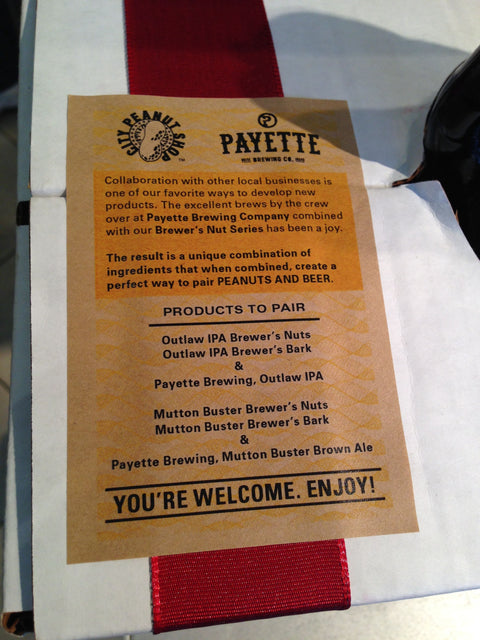 CITY PEANUT SHOP
TM
P
PAYETTE
BREWING CO.
Collaboration with other local businesses is
one of our favorite ways to develop new
products. The excellent brews by the crew
over at Payette Brewing Company combined
with our Brewer's Nut Series has been a joy.
The result is a unique combination of
ingredients that when combined, create a
perfect way to pair PEANUTS AND BEER.
PRODUCTS TO PAIR
Outlaw IPA Brewer's Nuts
Outlaw IPA Brewer's Bark
&
Payette Brewing, Outlaw IPA
Mutton Buster Brewer's Nuts
Mutton Buster Brewer's Bark
&
Payette Brewing, Mutton Buster Brown Ale
YOU'RE WELCOME. ENJOY!